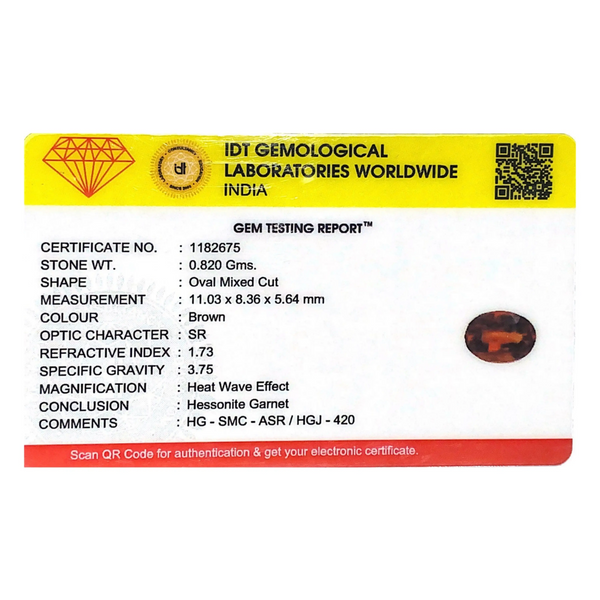 IDT GEMOLOGICAL
LABORATORIES WORLDWIDE
INDIA
GEM TESTING REPORT™
CERTIFICATE NO. : 1182675
STONE WT. : 0.820 Gms.
SHAPE : Oval Mixed Cut
MEASUREMENT : 11.03 x 8.36 x 5.64 mm
COLOUR : Brown
OPTIC CHARACTER : SR
REFRACTIVE INDEX : 1.73
SPECIFIC GRAVITY : 3.75
MAGNIFICATION : Heat Wave Effect
CONCLUSION : Hessonite Garnet
COMMENTS : HG - SMC - ASR / HGJ - 420
Scan QR Code for authentication & get your electronic certificate.